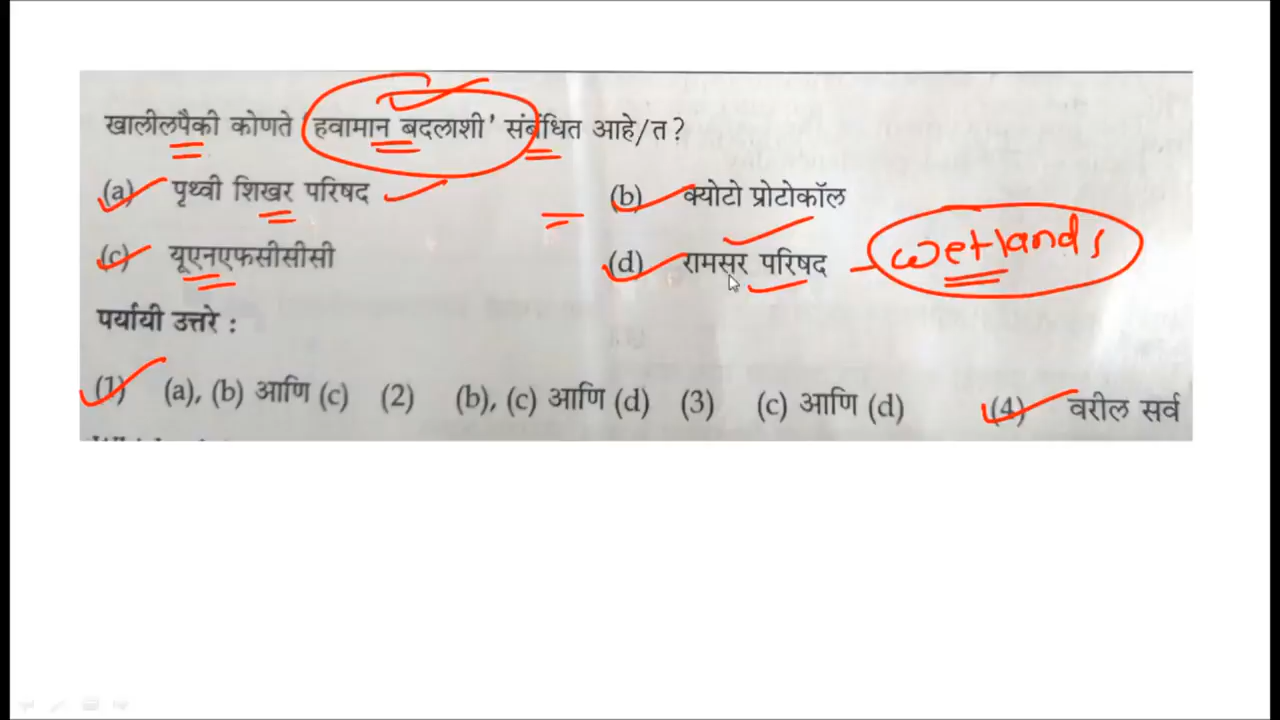 खालीलपैकी कोणते 'हवामान बदलाशी' संबंधित आहे/त ?
(a) पृथ्वी शिखर परिषद (b) क्योटो प्रोटोकॉल
(c) यूएनएफसीसीसी (d) रामसर परिषद – wetlands
पर्यायी उत्तरे :
(1) (a), (b) आणि (c) (2) (b), (c) आणि (d) (3) (c) आणि (d) (4) वरील सर्व